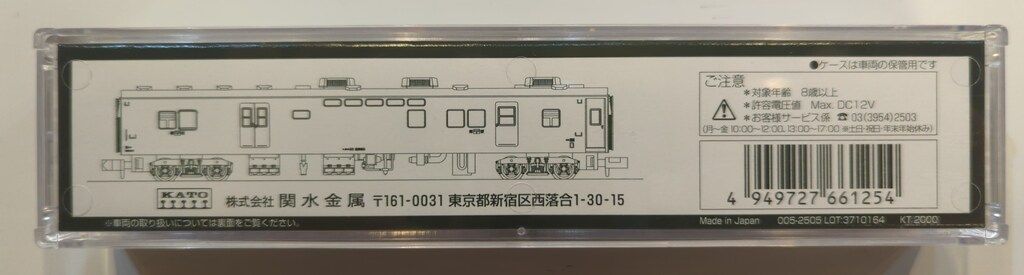 ●ケースは車両の保管用です
ご注意
＊対象年齢 8歳以上
＊許容電圧値 Max. DC12V
＊お客様サービス係 ☎03(3954)2503
(月～金 10:00～12:00, 13:00～17:00 ※土日・祝日・年末年始休み)
4 949727 661254
KATO
株式会社 関水金属 〒161-0031 東京都新宿区西落合1-30-15
※車両の取り扱いについては裏面をご覧ください。
Made in Japan 005-2505 LOT:3710164 KT.2000